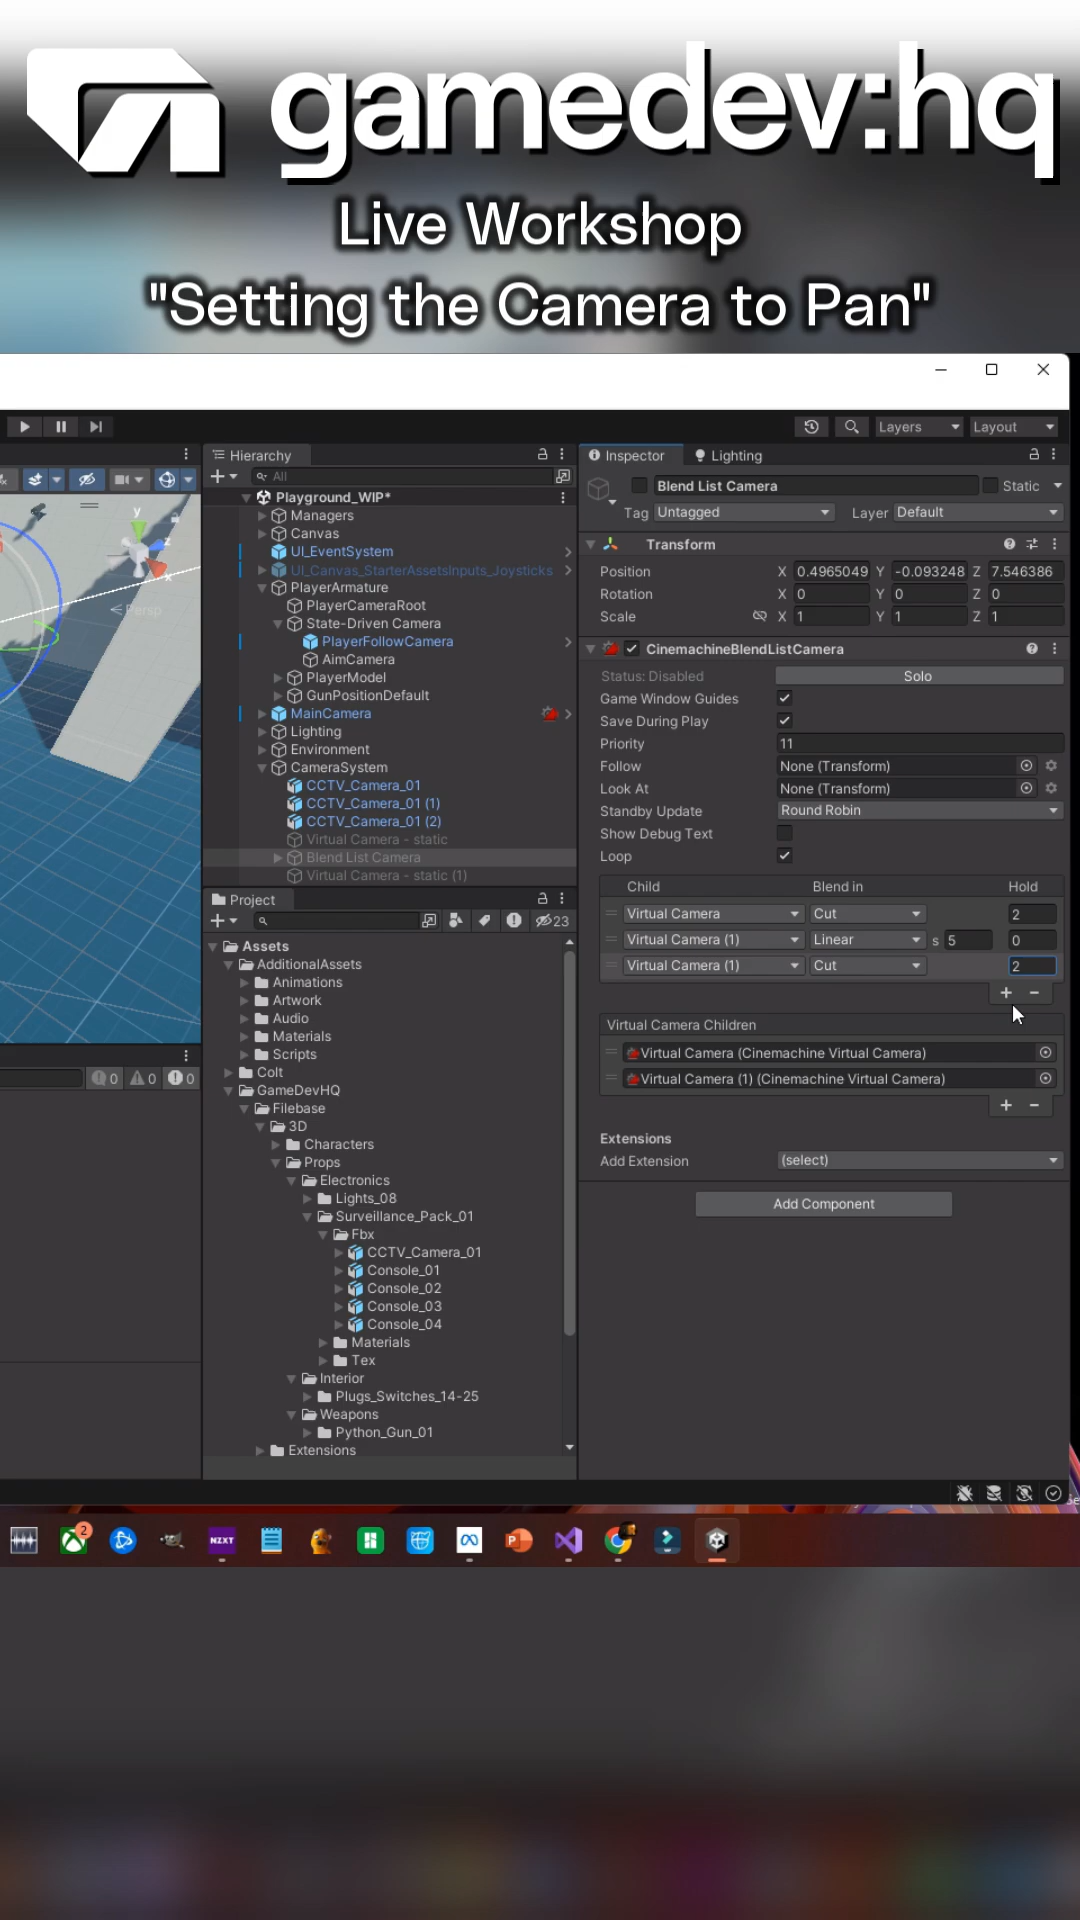 gamedev:hq
Live Workshop
"Setting the Camera to Pan"
Layers
Layout
Hierarchy
All
Playground_WIP*
Managers
Canvas
UI_EventSystem
UI_Canvas_StarterAssetsInputs_Joysticks
PlayerArmature
PlayerCameraRoot
State-Driven Camera
PlayerFollowCamera
AimCamera
PlayerModel
GunPositionDefault
MainCamera
Lighting
Environment
CameraSystem
CCTV_Camera_01
CCTV_Camera_01 (1)
CCTV_Camera_01 (2)
Virtual Camera - static
Blend List Camera
Virtual Camera - static (1)
y
z
x
Persp
0 0 0
Project
23
Assets
AdditionalAssets
Animations
Artwork
Audio
Materials
Scripts
Colt
GameDevHQ
Filebase
3D
Characters
Props
Electronics
Lights_08
Surveillance_Pack_01
Fbx
CCTV_Camera_01
Console_01
Console_02
Console_03
Console_04
Materials
Tex
Interior
Plugs_Switches_14-25
Weapons
Python_Gun_01
Extensions
Inspector
Lighting
Blend List Camera
Static
Tag Untagged Layer Default
Transform
Position X 0.4965049 Y -0.093248 Z 7.546386
Rotation X 0 Y 0 Z 0
Scale X 1 Y 1 Z 1
CinemachineBlendListCamera
Status: Disabled Solo
Game Window Guides
Save During Play
Priority 11
Follow None (Transform)
Look At None (Transform)
Standby Update Round Robin
Show Debug Text
Loop
Child Blend in Hold
Virtual Camera Cut 2
Virtual Camera (1) Linear s 5 0
Virtual Camera (1) Cut 2
Virtual Camera Children
Virtual Camera (Cinemachine Virtual Camera)
Virtual Camera (1) (Cinemachine Virtual Camera)
Extensions
Add Extension (select)
Add Component
2
NZXT
P